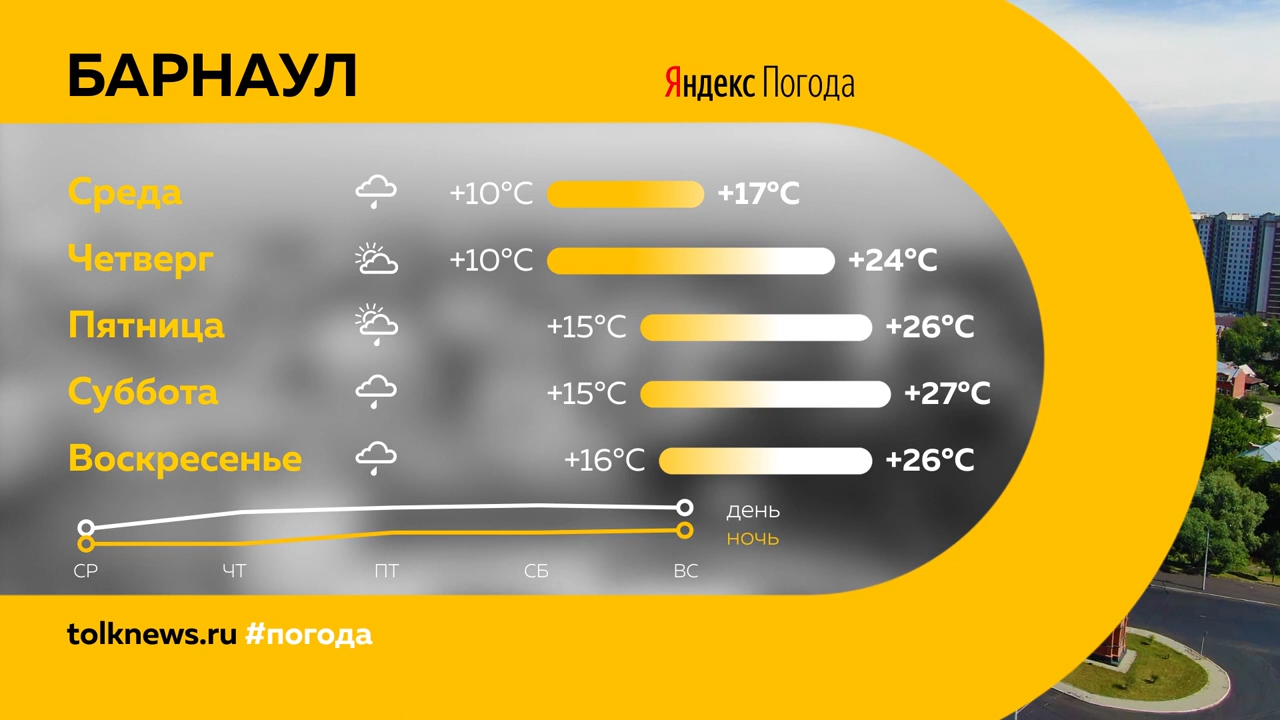 БАРНАУЛ
Яндекс Погода
Среда +10°C +17°C
Четверг +10°C +24°C
Пятница +15°C +26°C
Суббота +15°C +27°C
Воскресенье +16°C +26°C
день
ночь
СР ЧТ ПТ СБ ВС
tolknews.ru #погода